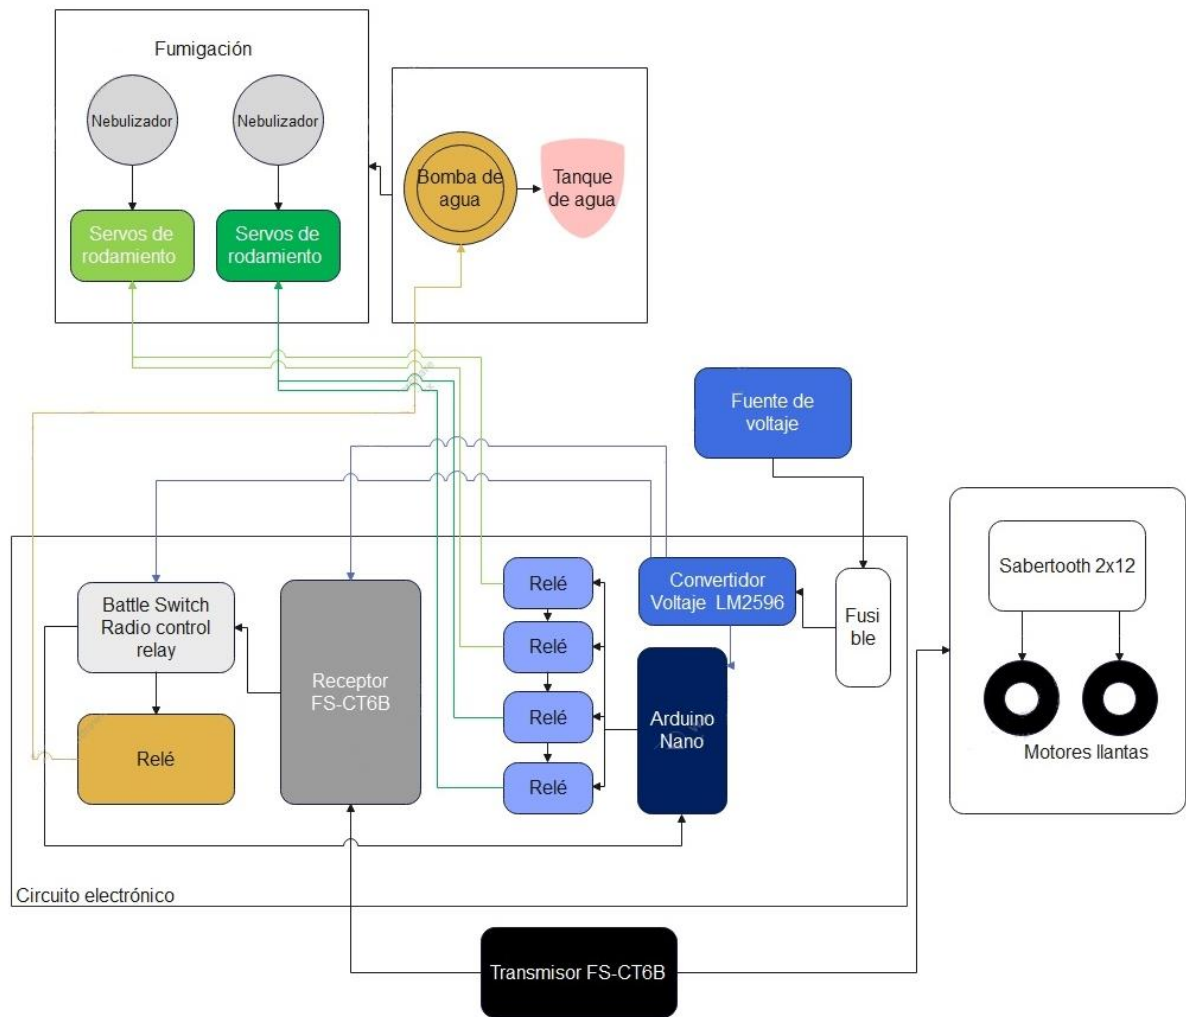 Fumigación
Nebulizador
Nebulizador
Servos de
rodamiento
Servos de
rodamiento
Bomba de
agua
Tanque
de agua
Fuente de
voltaje
Battle Switch
Radio control
relay
Relé
Receptor
FS-CT6B
Relé
Relé
Relé
Relé
Convertidor
Voltaje LM2596
Arduino
Nano
Fusi
ble
Sabertooth 2x12
Motores llantas
Circuito electrónico
Transmisor FS-CT6B